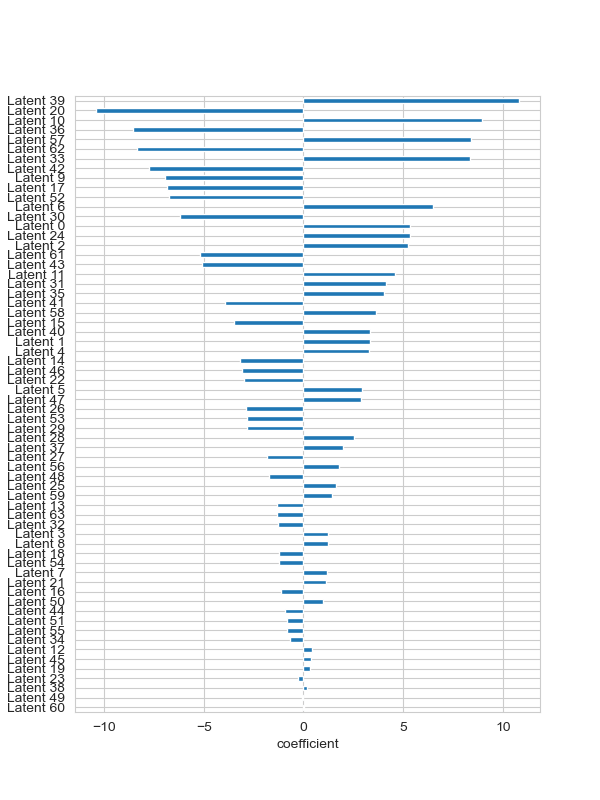 Latent 39
Latent 20
Latent 10
Latent 36
Latent 57
Latent 62
Latent 33
Latent 42
Latent 9
Latent 17
Latent 52
Latent 6
Latent 30
Latent 0
Latent 24
Latent 2
Latent 61
Latent 43
Latent 11
Latent 31
Latent 35
Latent 41
Latent 58
Latent 15
Latent 40
Latent 1
Latent 4
Latent 14
Latent 46
Latent 22
Latent 5
Latent 47
Latent 26
Latent 53
Latent 29
Latent 28
Latent 37
Latent 27
Latent 56
Latent 48
Latent 25
Latent 59
Latent 13
Latent 63
Latent 32
Latent 3
Latent 8
Latent 18
Latent 54
Latent 7
Latent 21
Latent 16
Latent 50
Latent 44
Latent 51
Latent 55
Latent 34
Latent 12
Latent 45
Latent 19
Latent 23
Latent 38
Latent 49
Latent 60
−10 −5 0 5 10
coefficient